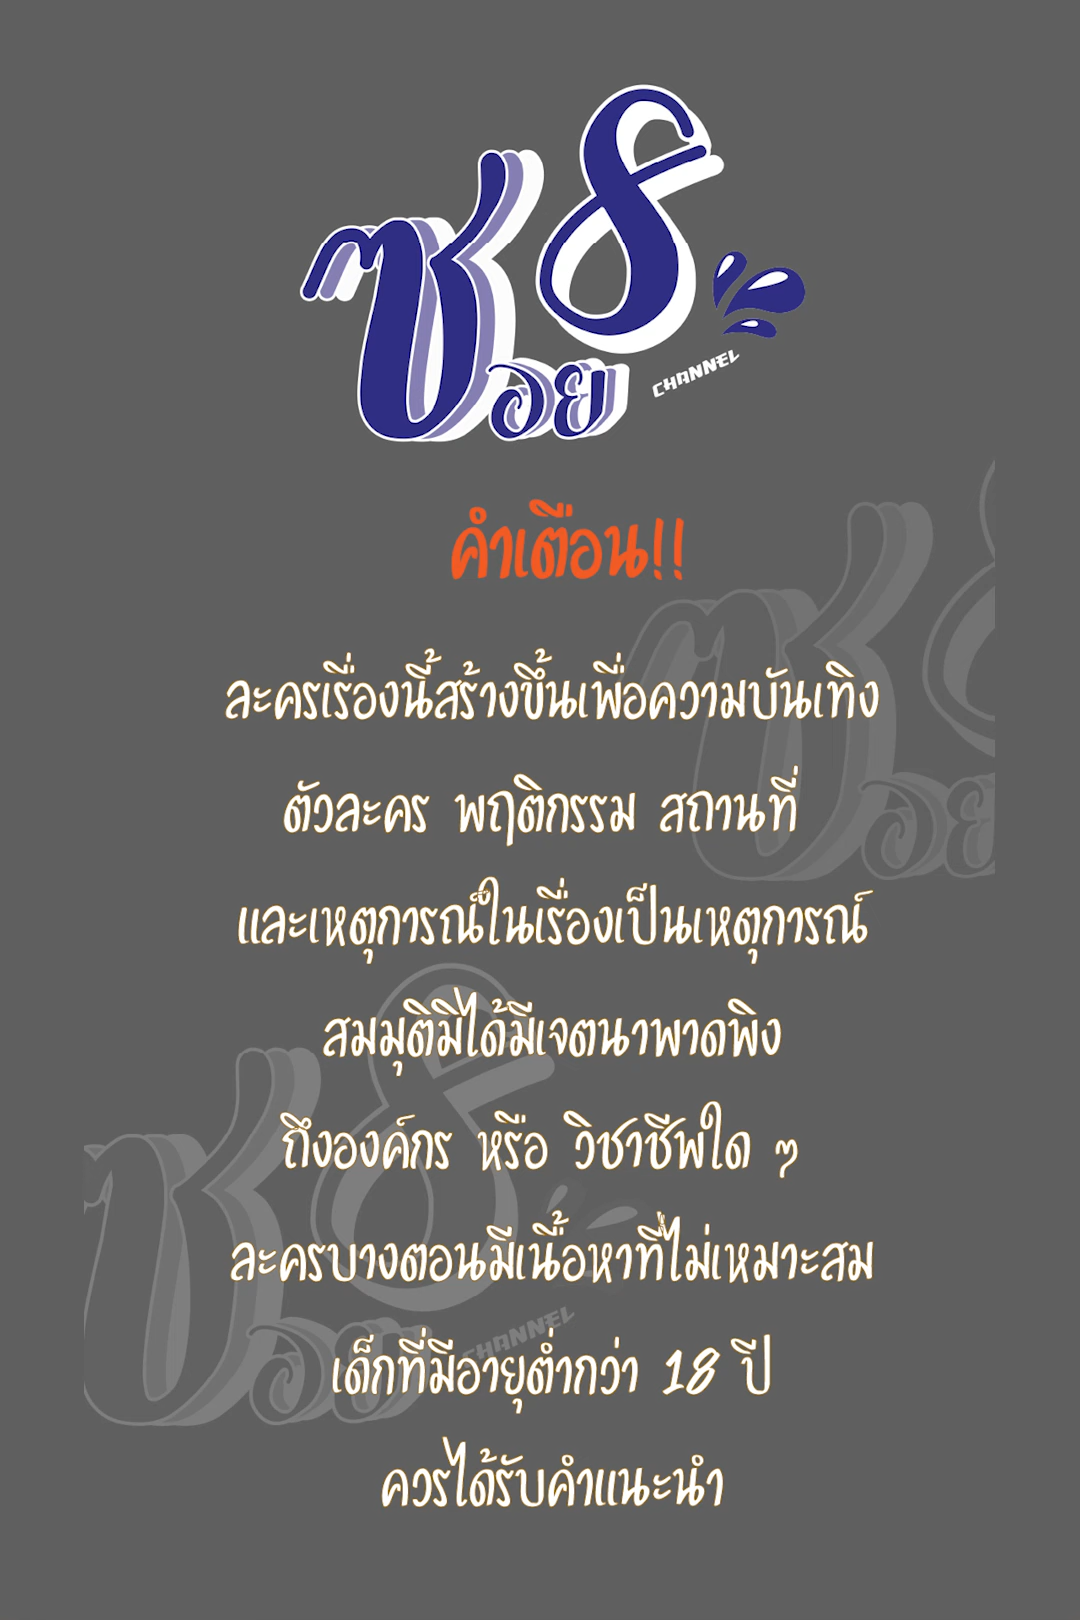 ซอย 8
CHANNEL
คำเตือน!!
ละครเรื่องนี้สร้างขึ้นเพื่อความบันเทิง
ตัวละคร พฤติกรรม สถานที่
และเหตุการณ์ในเรื่องเป็นเหตุการณ์
สมมุติมิได้มีเจตนาพาดพิง
ถึงองค์กร หรือ วิชาชีพใด ๆ
ละครบางตอนมีเนื้อหาที่ไม่เหมาะสม
เด็กที่มีอายุต่ำกว่า 18 ปี
ควรได้รับคำแนะนำ